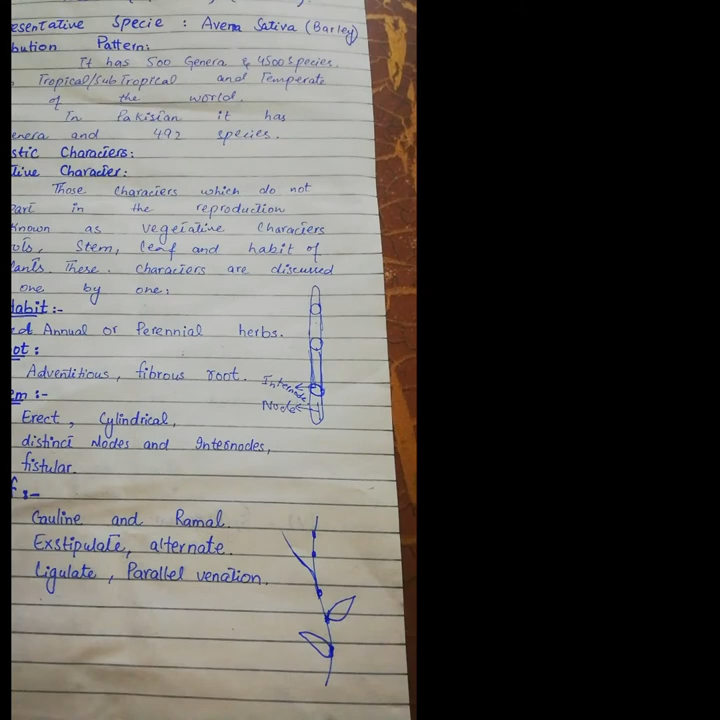 esentative Specie : Avena Sativa (Barley)
bution Pattern:
It has 500 Genera & 4500 Species.
Tropical/SubTropical and Temperate
of the world.
In Pakistan it has
enera and 492 species.
stic Characters:
tive Character:
Those Characters which do not
part in the reproduction
known as vegetative Characters
ots, Stem, leaf and habit of
lants. These characters are discussed
one by one:
Habit:-
ed Annual or Perennial herbs.
ot:
Adventitious, fibrous root.
Internode
Node
em:-
Erect, Cylindrical,
distinct Nodes and Internodes,
fistular.
f:-
Cauline and Ramal.
Exstipulate, alternate.
Ligulate, Parallel venation.